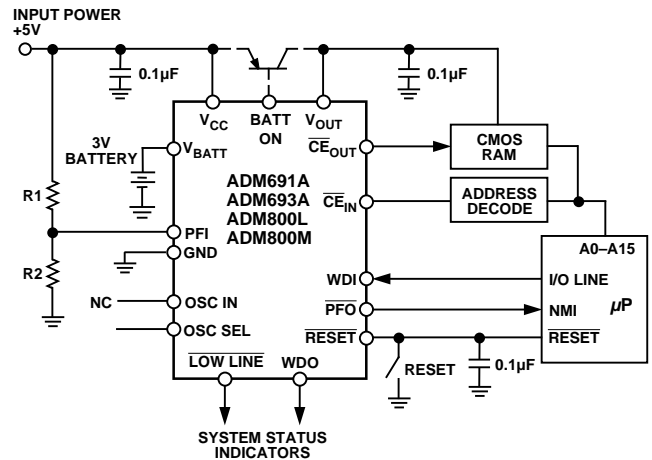 INPUT POWER
+5V
0.1µF
0.1µF
VCC
BATT
ON
VOUT
3V
BATTERY
VBATT
CEOUT
CMOS
RAM
ADM691A
ADM693A
ADM800L
ADM800M
R1
CEIN
ADDRESS
DECODE
PFI
GND
A0–A15
R2
WDI
I/O LINE
µP
NC
OSC IN
PFO
NMI
OSC SEL
RESET
RESET
LOW LINE
WDO
RESET
0.1µF
SYSTEM STATUS
INDICATORS